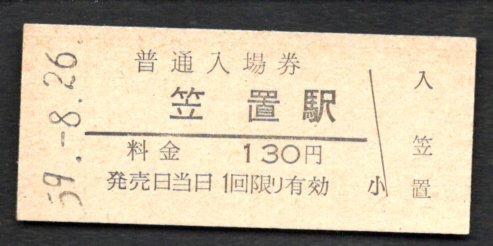 59.-8.26.
普通入場券
笠置駅
料金 130円
発売日当日1回限り有効
小
入
笠置